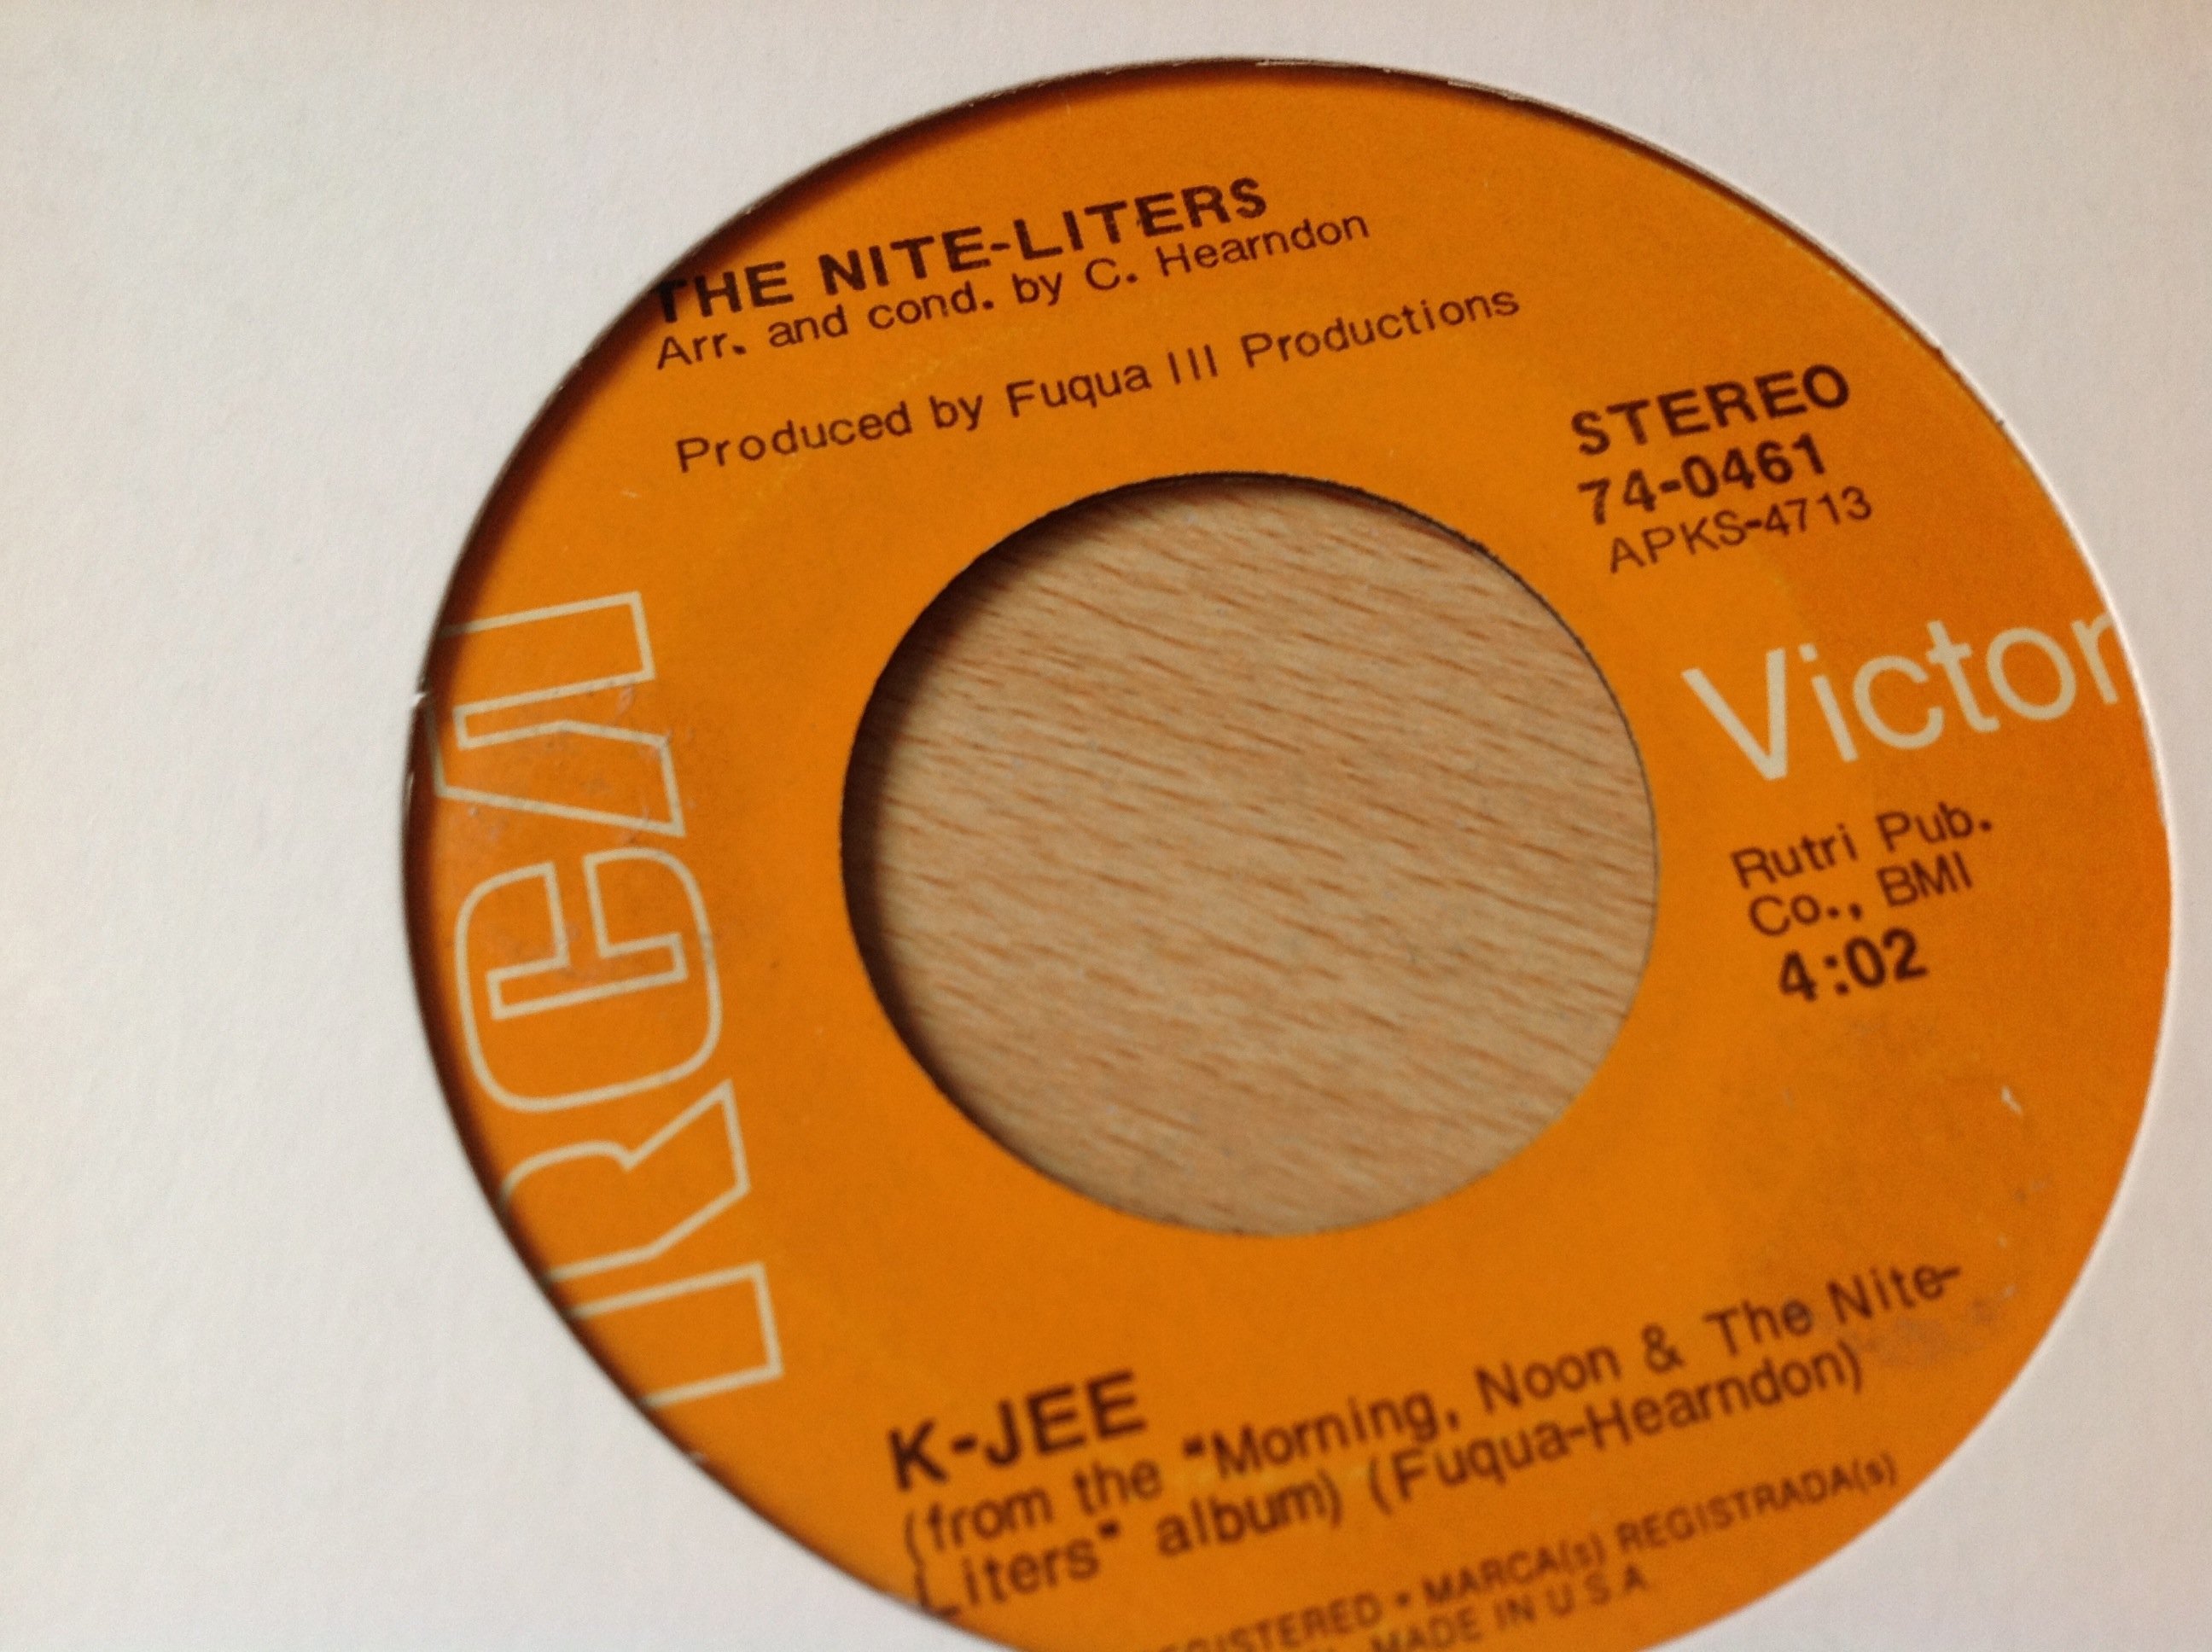 THE NITE-LITERS
Arr. and cond. by C. Hearndon
Produced by Fuqua III Productions
STEREO
74-0461
APKS-4713
RCA
Victor
Rutri Pub.
Co., BMI
4:02
K-JEE
(from the "Morning, Noon & The Nite-
Liters" album) (Fuqua-Hearndon)
MARCA(s) REGISTRADA(s)
MADE IN U.S.A.